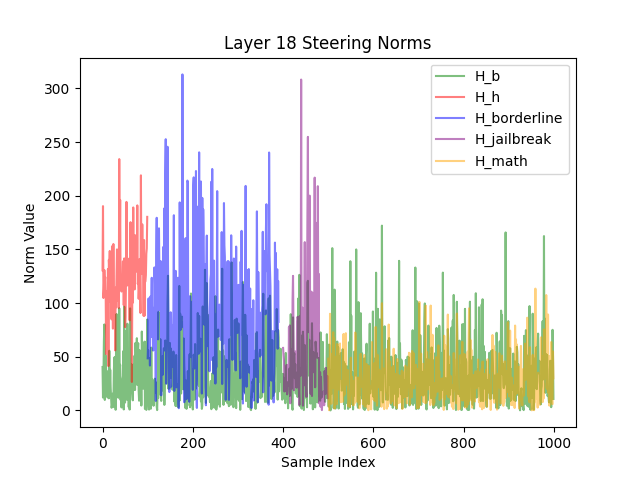 Layer 18 Steering Norms
Norm Value
300
250
200
150
100
50
0
H_b
H_h
H_borderline
H_jailbreak
H_math
0
200
400
600
800
1000
Sample Index